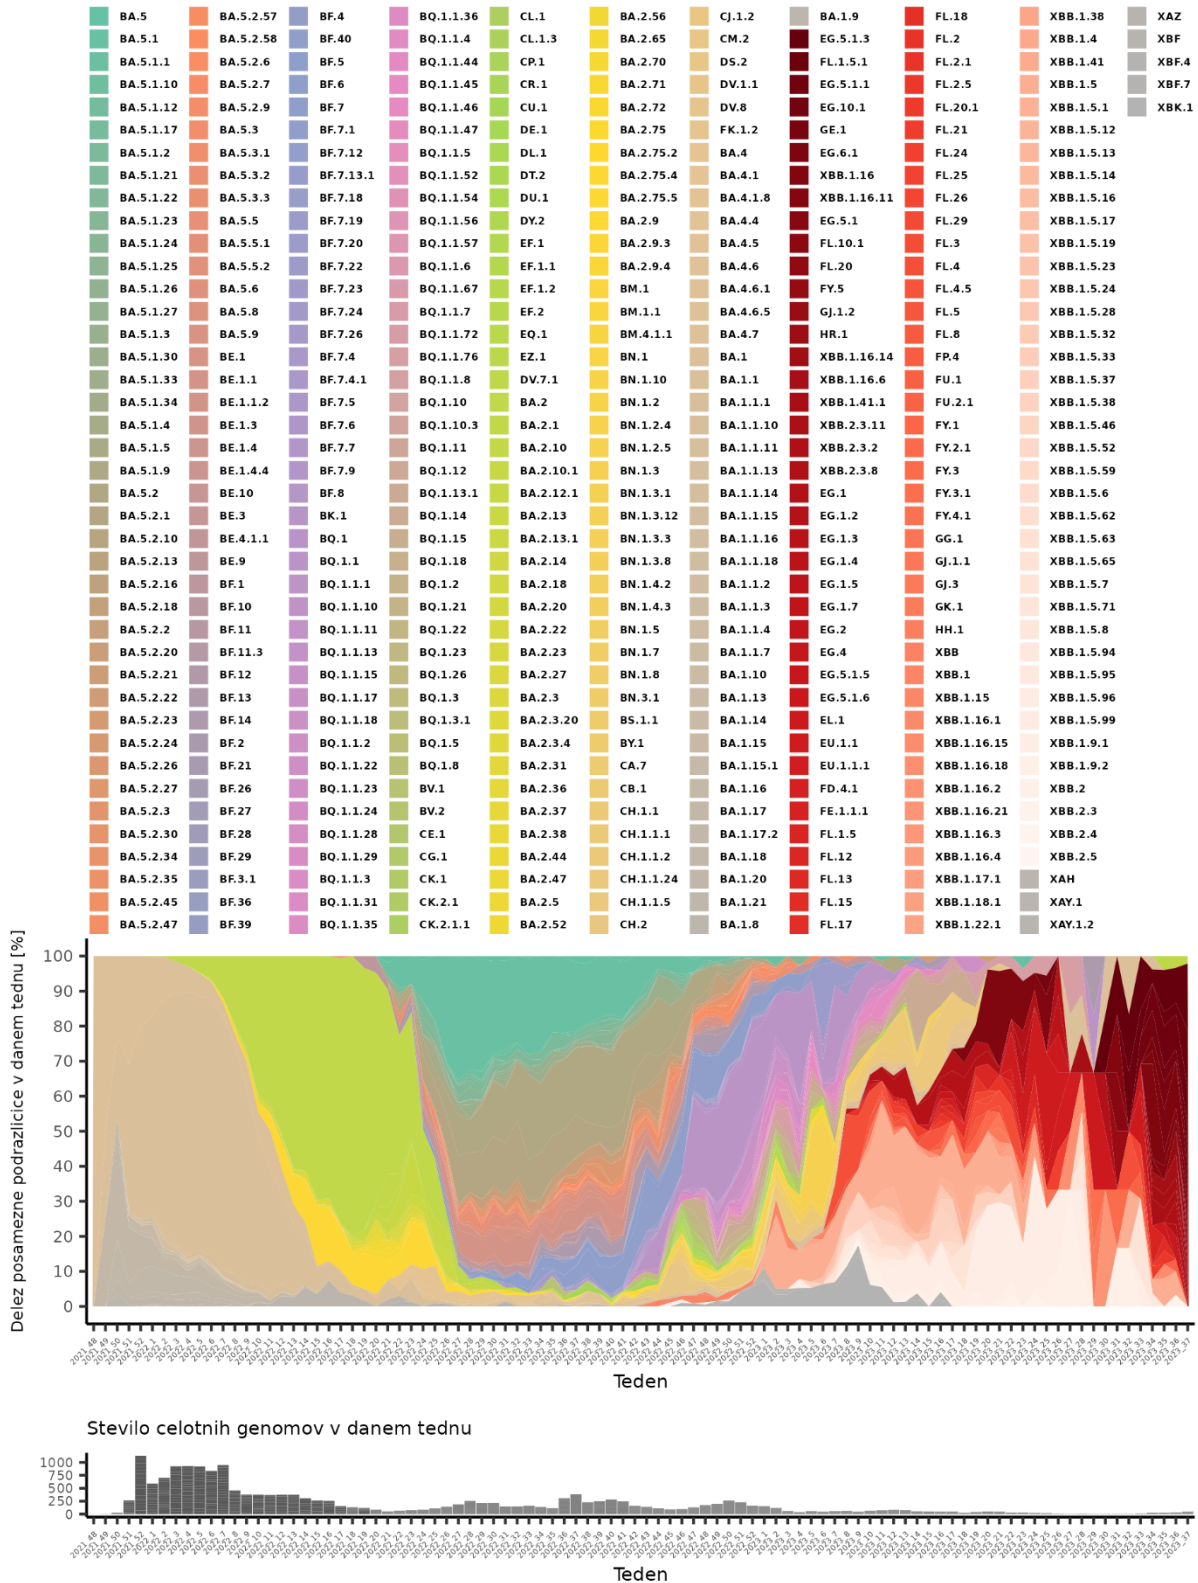 BA.5 BA.5.2.57 BF.4 BQ.1.1.36 CL.1 BA.2.56 CJ.1.2 BA.1.9 FL.18 XBB.1.38 XAZ
BA.5.1 BA.5.2.58 BF.40 BQ.1.1.4 CL.1.3 BA.2.65 CM.2 EG.5.1.3 FL.2 XBB.1.4 XBF
BA.5.1.1 BA.5.2.6 BF.5 BQ.1.1.44 CP.1 BA.2.70 DS.2 FL.1.5.1 FL.2.1 XBB.1.41 XBF.4
BA.5.1.10 BA.5.2.7 BF.6 BQ.1.1.45 CR.1 BA.2.71 DV.1.1 EG.5.1.1 FL.2.5 XBB.1.5 XBF.7
BA.5.1.12 BA.5.2.9 BF.7 BQ.1.1.46 CU.1 BA.2.72 DV.8 EG.10.1 FL.20.1 XBB.1.5.1 XBK.1
BA.5.1.17 BA.5.3 BF.7.1 BQ.1.1.47 DE.1 BA.2.75 FK.1.2 GE.1 FL.21 XBB.1.5.12
BA.5.1.2 BA.5.3.1 BF.7.12 BQ.1.1.5 DL.1 BA.2.75.2 BA.4 EG.6.1 FL.24 XBB.1.5.13
BA.5.1.21 BA.5.3.2 BF.7.13.1 BQ.1.1.52 DT.2 BA.2.75.4 BA.4.1 XBB.1.16 FL.25 XBB.1.5.14
BA.5.1.22 BA.5.3.3 BF.7.18 BQ.1.1.54 DU.1 BA.2.75.5 BA.4.1.8 XBB.1.16.11 FL.26 XBB.1.5.16
BA.5.1.23 BA.5.5 BF.7.19 BQ.1.1.56 DY.2 BA.2.9 BA.4.4 EG.5.1 FL.29 XBB.1.5.17
BA.5.1.24 BA.5.5.1 BF.7.20 BQ.1.1.57 EF.1 BA.2.9.3 BA.4.5 FL.10.1 FL.3 XBB.1.5.19
BA.5.1.25 BA.5.5.2 BF.7.22 BQ.1.1.6 EF.1.1 BA.2.9.4 BA.4.6 FL.20 FL.4 XBB.1.5.23
BA.5.1.26 BA.5.6 BF.7.23 BQ.1.1.67 EF.1.2 BM.1 BA.4.6.1 FY.5 FL.4.5 XBB.1.5.24
BA.5.1.27 BA.5.8 BF.7.24 BQ.1.1.7 EF.2 BM.1.1 BA.4.6.5 GJ.1.2 FL.5 XBB.1.5.28
BA.5.1.3 BA.5.9 BF.7.26 BQ.1.1.72 EQ.1 BM.4.1.1 BA.4.7 HR.1 FL.8 XBB.1.5.32
BA.5.1.30 BE.1 BF.7.4 BQ.1.1.76 EZ.1 BN.1 BA.1 XBB.1.16.14 FP.4 XBB.1.5.33
BA.5.1.33 BE.1.1 BF.7.4.1 BQ.1.1.8 DV.7.1 BN.1.10 BA.1.1 XBB.1.16.6 FU.1 XBB.1.5.37
BA.5.1.34 BE.1.1.2 BF.7.5 BQ.1.10 BA.2 BN.1.2 BA.1.1.1 XBB.1.41.1 FU.2.1 XBB.1.5.38
BA.5.1.4 BE.1.3 BF.7.6 BQ.1.10.3 BA.2.1 BN.1.2.4 BA.1.1.10 XBB.2.3.11 FY.1 XBB.1.5.46
BA.5.1.5 BE.1.4 BF.7.7 BQ.1.11 BA.2.10 BN.1.2.5 BA.1.1.11 XBB.2.3.2 FY.2.1 XBB.1.5.52
BA.5.1.9 BE.1.4.4 BF.7.9 BQ.1.12 BA.2.10.1 BN.1.3 BA.1.1.13 XBB.2.3.8 FY.3 XBB.1.5.59
BA.5.2 BE.10 BF.8 BQ.1.13.1 BA.2.12.1 BN.1.3.1 BA.1.1.14 EG.1 FY.3.1 XBB.1.5.6
BA.5.2.1 BE.3 BK.1 BQ.1.14 BA.2.13 BN.1.3.12 BA.1.1.15 EG.1.2 FY.4.1 XBB.1.5.62
BA.5.2.10 BE.4.1.1 BQ.1 BQ.1.15 BA.2.13.1 BN.1.3.3 BA.1.1.16 EG.1.3 GG.1 XBB.1.5.63
BA.5.2.13 BE.9 BQ.1.1 BQ.1.18 BA.2.14 BN.1.3.8 BA.1.1.18 EG.1.4 GJ.1.1 XBB.1.5.65
BA.5.2.16 BF.1 BQ.1.1.1 BQ.1.2 BA.2.18 BN.1.4.2 BA.1.1.2 EG.1.5 GJ.3 XBB.1.5.7
BA.5.2.18 BF.10 BQ.1.1.10 BQ.1.21 BA.2.20 BN.1.4.3 BA.1.1.3 EG.1.7 GK.1 XBB.1.5.71
BA.5.2.2 BF.11 BQ.1.1.11 BQ.1.22 BA.2.22 BN.1.5 BA.1.1.4 EG.2 HH.1 XBB.1.5.8
BA.5.2.20 BF.11.3 BQ.1.1.13 BQ.1.23 BA.2.23 BN.1.7 BA.1.1.7 EG.4 XBB XBB.1.5.94
BA.5.2.21 BF.12 BQ.1.1.15 BQ.1.26 BA.2.27 BN.1.8 BA.1.10 EG.5.1.5 XBB.1 XBB.1.5.95
BA.5.2.22 BF.13 BQ.1.1.17 BQ.1.3 BA.2.3 BN.3.1 BA.1.13 EG.5.1.6 XBB.1.15 XBB.1.5.96
BA.5.2.23 BF.14 BQ.1.1.18 BQ.1.3.1 BA.2.3.20 BS.1.1 BA.1.14 EL.1 XBB.1.16.1 XBB.1.5.99
BA.5.2.24 BF.2 BQ.1.1.2 BQ.1.5 BA.2.3.4 BY.1 BA.1.15 EU.1.1 XBB.1.16.15 XBB.1.9.1
BA.5.2.26 BF.21 BQ.1.1.22 BQ.1.8 BA.2.31 CA.7 BA.1.15.1 EU.1.1.1 XBB.1.16.18 XBB.1.9.2
BA.5.2.27 BF.26 BQ.1.1.23 BV.1 BA.2.36 CB.1 BA.1.16 FD.4.1 XBB.1.16.2 XBB.2
BA.5.2.3 BF.27 BQ.1.1.24 BV.2 BA.2.37 CH.1.1 BA.1.17 FE.1.1.1 XBB.1.16.21 XBB.2.3
BA.5.2.30 BF.28 BQ.1.1.28 CE.1 BA.2.38 CH.1.1.1 BA.1.17.2 FL.1.5 XBB.1.16.3 XBB.2.4
BA.5.2.34 BF.29 BQ.1.1.29 CG.1 BA.2.44 CH.1.1.2 BA.1.18 FL.12 XBB.1.16.4 XBB.2.5
BA.5.2.35 BF.3.1 BQ.1.1.3 CK.1 BA.2.47 CH.1.1.24 BA.1.20 FL.13 XBB.1.17.1 XAH
BA.5.2.45 BF.36 BQ.1.1.31 CK.2.1 BA.2.5 CH.1.1.5 BA.1.21 FL.15 XBB.1.18.1 XAY.1
BA.5.2.47 BF.39 BQ.1.1.35 CK.2.1.1 BA.2.52 CH.2 BA.1.8 FL.17 XBB.1.22.1 XAY.1.2
Delez posamezne podrazlicice v danem tednu [%]
100
90
80
70
60
50
40
30
20
10
0
Teden
Stevilo celotnih genomov v danem tednu
1000
750
500
250
0
Teden